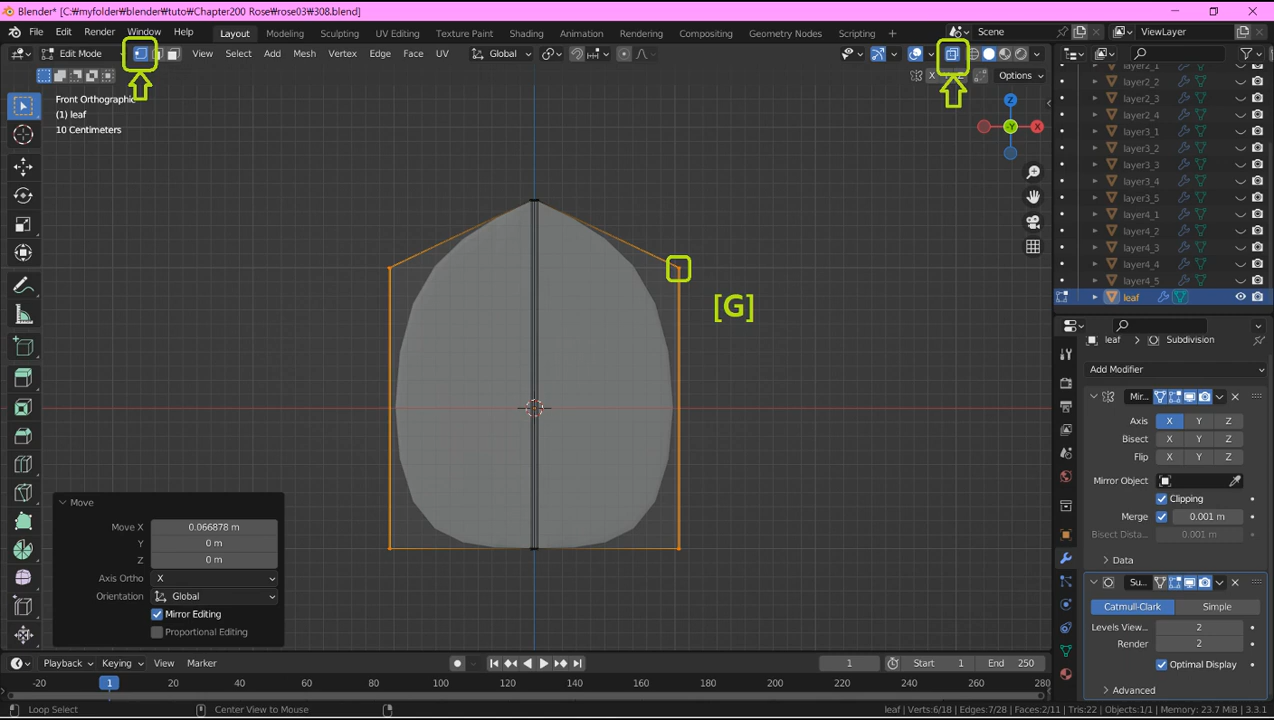 Blender* [C:￦myfolder￦blender￦tuto￦Chapter200 Rose￦rose03￦308.blend]
File Edit Render Window Help Layout Modeling Sculpting UV Editing Texture Paint Shading Animation Rendering Compositing Geometry Nodes Scripting Scene ViewLayer
Edit Mode View Select Add Mesh Vertex Edge Face UV Global
X Options
Front Orthographic
(1) leaf
10 Centimeters
Z
-Y X
layer2_1
layer2_2
layer2_3
layer2_4
layer3_1
layer3_2
layer3_3
layer3_4
layer3_5
layer4_1
layer4_2
layer4_3
layer4_4
layer4_5
leaf
[G]
leaf > Subdivision
Add Modifier
Mir...
Axis X Y Z
Bisect X Y Z
Flip X Y Z
Mirror Object
Clipping
Merge 0.001 m
Bisect Distan... 0.001 m
> Data
Su...
Catmull-Clark Simple
Levels View... 2
Render 2
Optimal Display
> Advanced
Move
Move X 0.066878 m
Y 0 m
Z 0 m
Axis Ortho X
Orientation Global
Mirror Editing
Proportional Editing
Playback Keying View Marker 1 Start 1 End 250
-20 1 20 40 60 80 100 120 140 160 180 200 220 240 260 280
Loop Select Center View to Mouse leaf | Verts:6/18 | Edges:7/28 | Faces:2/11 | Tris:22 | Objects:1/1 | Memory: 23.7 MiB | 3.3.1